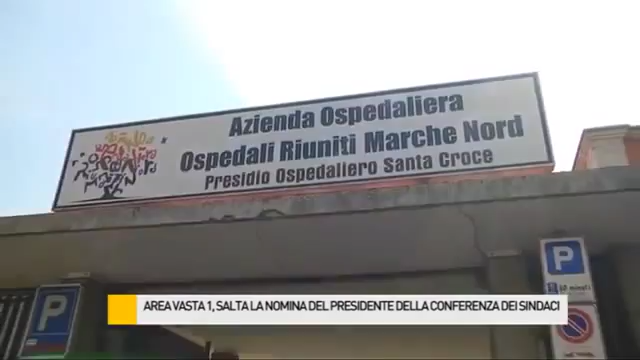 Azienda Ospedaliera
Ospedali Riuniti Marche Nord
Presidio Ospedaliero Santa Croce
P
P
AREA VASTA 1, SALTA LA NOMINA DEL PRESIDENTE DELLA CONFERENZA DEI SINDACI